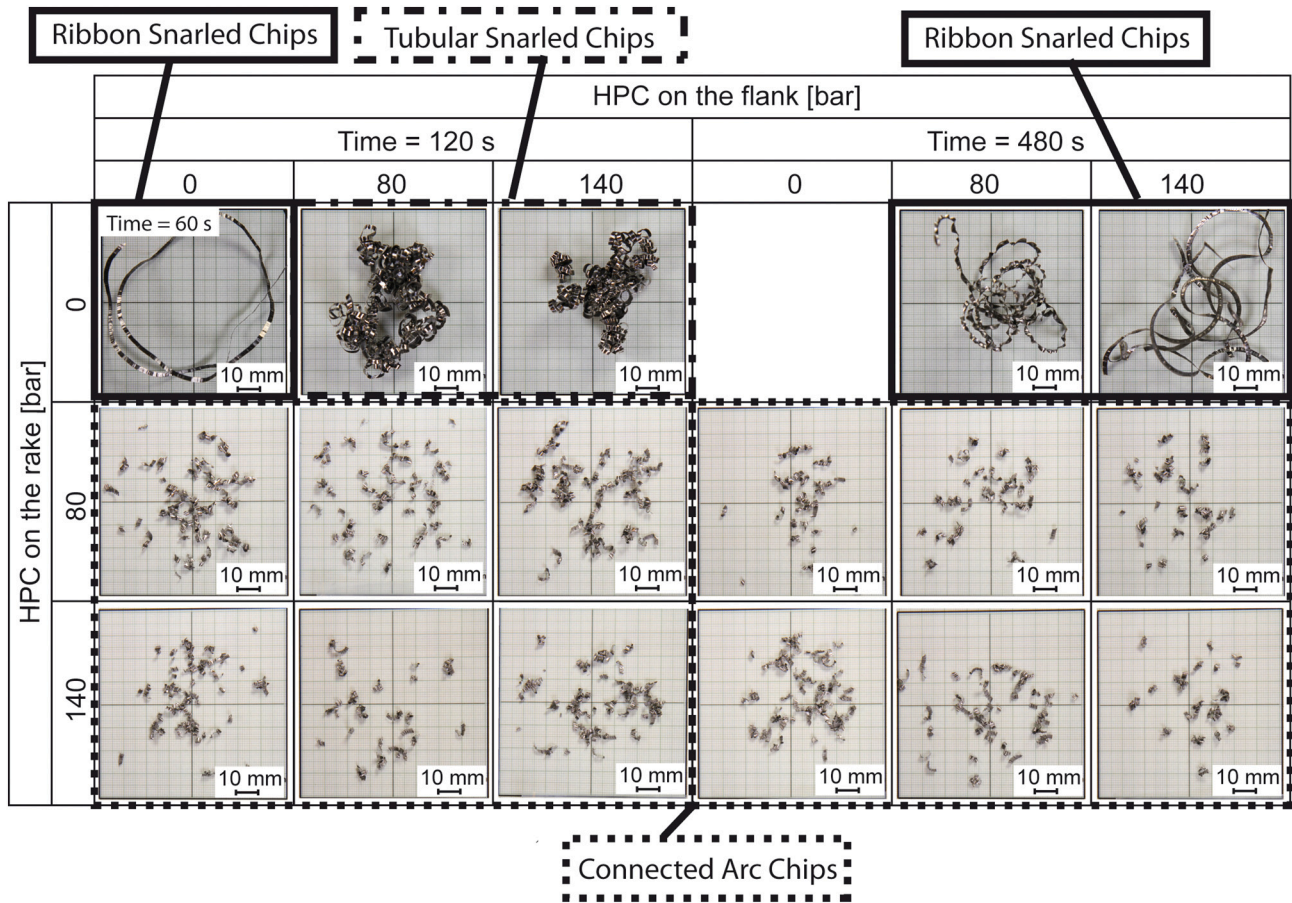 Ribbon Snarled Chips
Tubular Snarled Chips
Ribbon Snarled Chips
HPC on the flank [bar]
Time = 120 s
Time = 480 s
0
80
140
0
80
140
HPC on the rake [bar]
0
Time = 60 s
10 mm
10 mm
10 mm
10 mm
10 mm
80
10 mm
10 mm
10 mm
10 mm
10 mm
10 mm
140
10 mm
10 mm
10 mm
10 mm
10 mm
10 mm
Connected Arc Chips